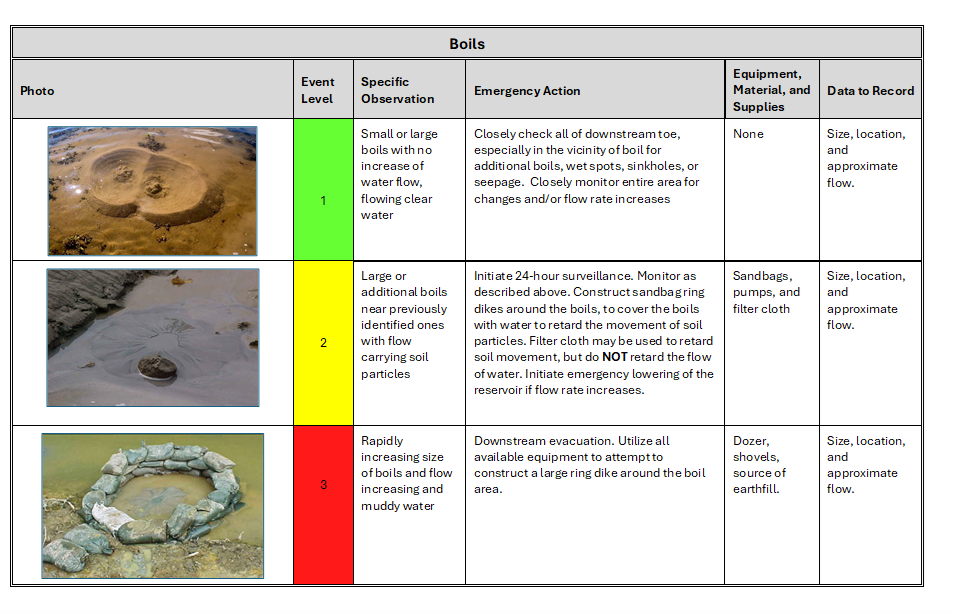 Boils
Photo
Event
Level
Specific
Observation
Emergency Action
Equipment,
Material, and
Supplies
Data to Record
1
Small or large
boils with no
increase of
water flow,
flowing clear
water
Closely check all of downstream toe,
especially in the vicinity of boil for
additional boils, wet spots, sinkholes, or
seepage.  Closely monitor entire area for
changes and/or flow rate increases
None
Size, location,
and
approximate
flow.
2
Large or
additional boils
near previously
identified ones
with flow
carrying soil
particles
Initiate 24-hour surveillance. Monitor as
described above. Construct sandbag ring
dikes around the boils, to cover the boils
with water to retard the movement of soil
particles. Filter cloth may be used to retard
soil movement, but do NOT retard the flow
of water. Initiate emergency lowering of the
reservoir if flow rate increases.
Sandbags,
pumps, and
filter cloth
Size, location,
and
approximate
flow.
3
Rapidly
increasing size
of boils and flow
increasing and
muddy water
Downstream evacuation. Utilize all
available equipment to attempt to
construct a large ring dike around the boil
area.
Dozer,
shovels,
source of
earthfill.
Size, location,
and
approximate
flow.